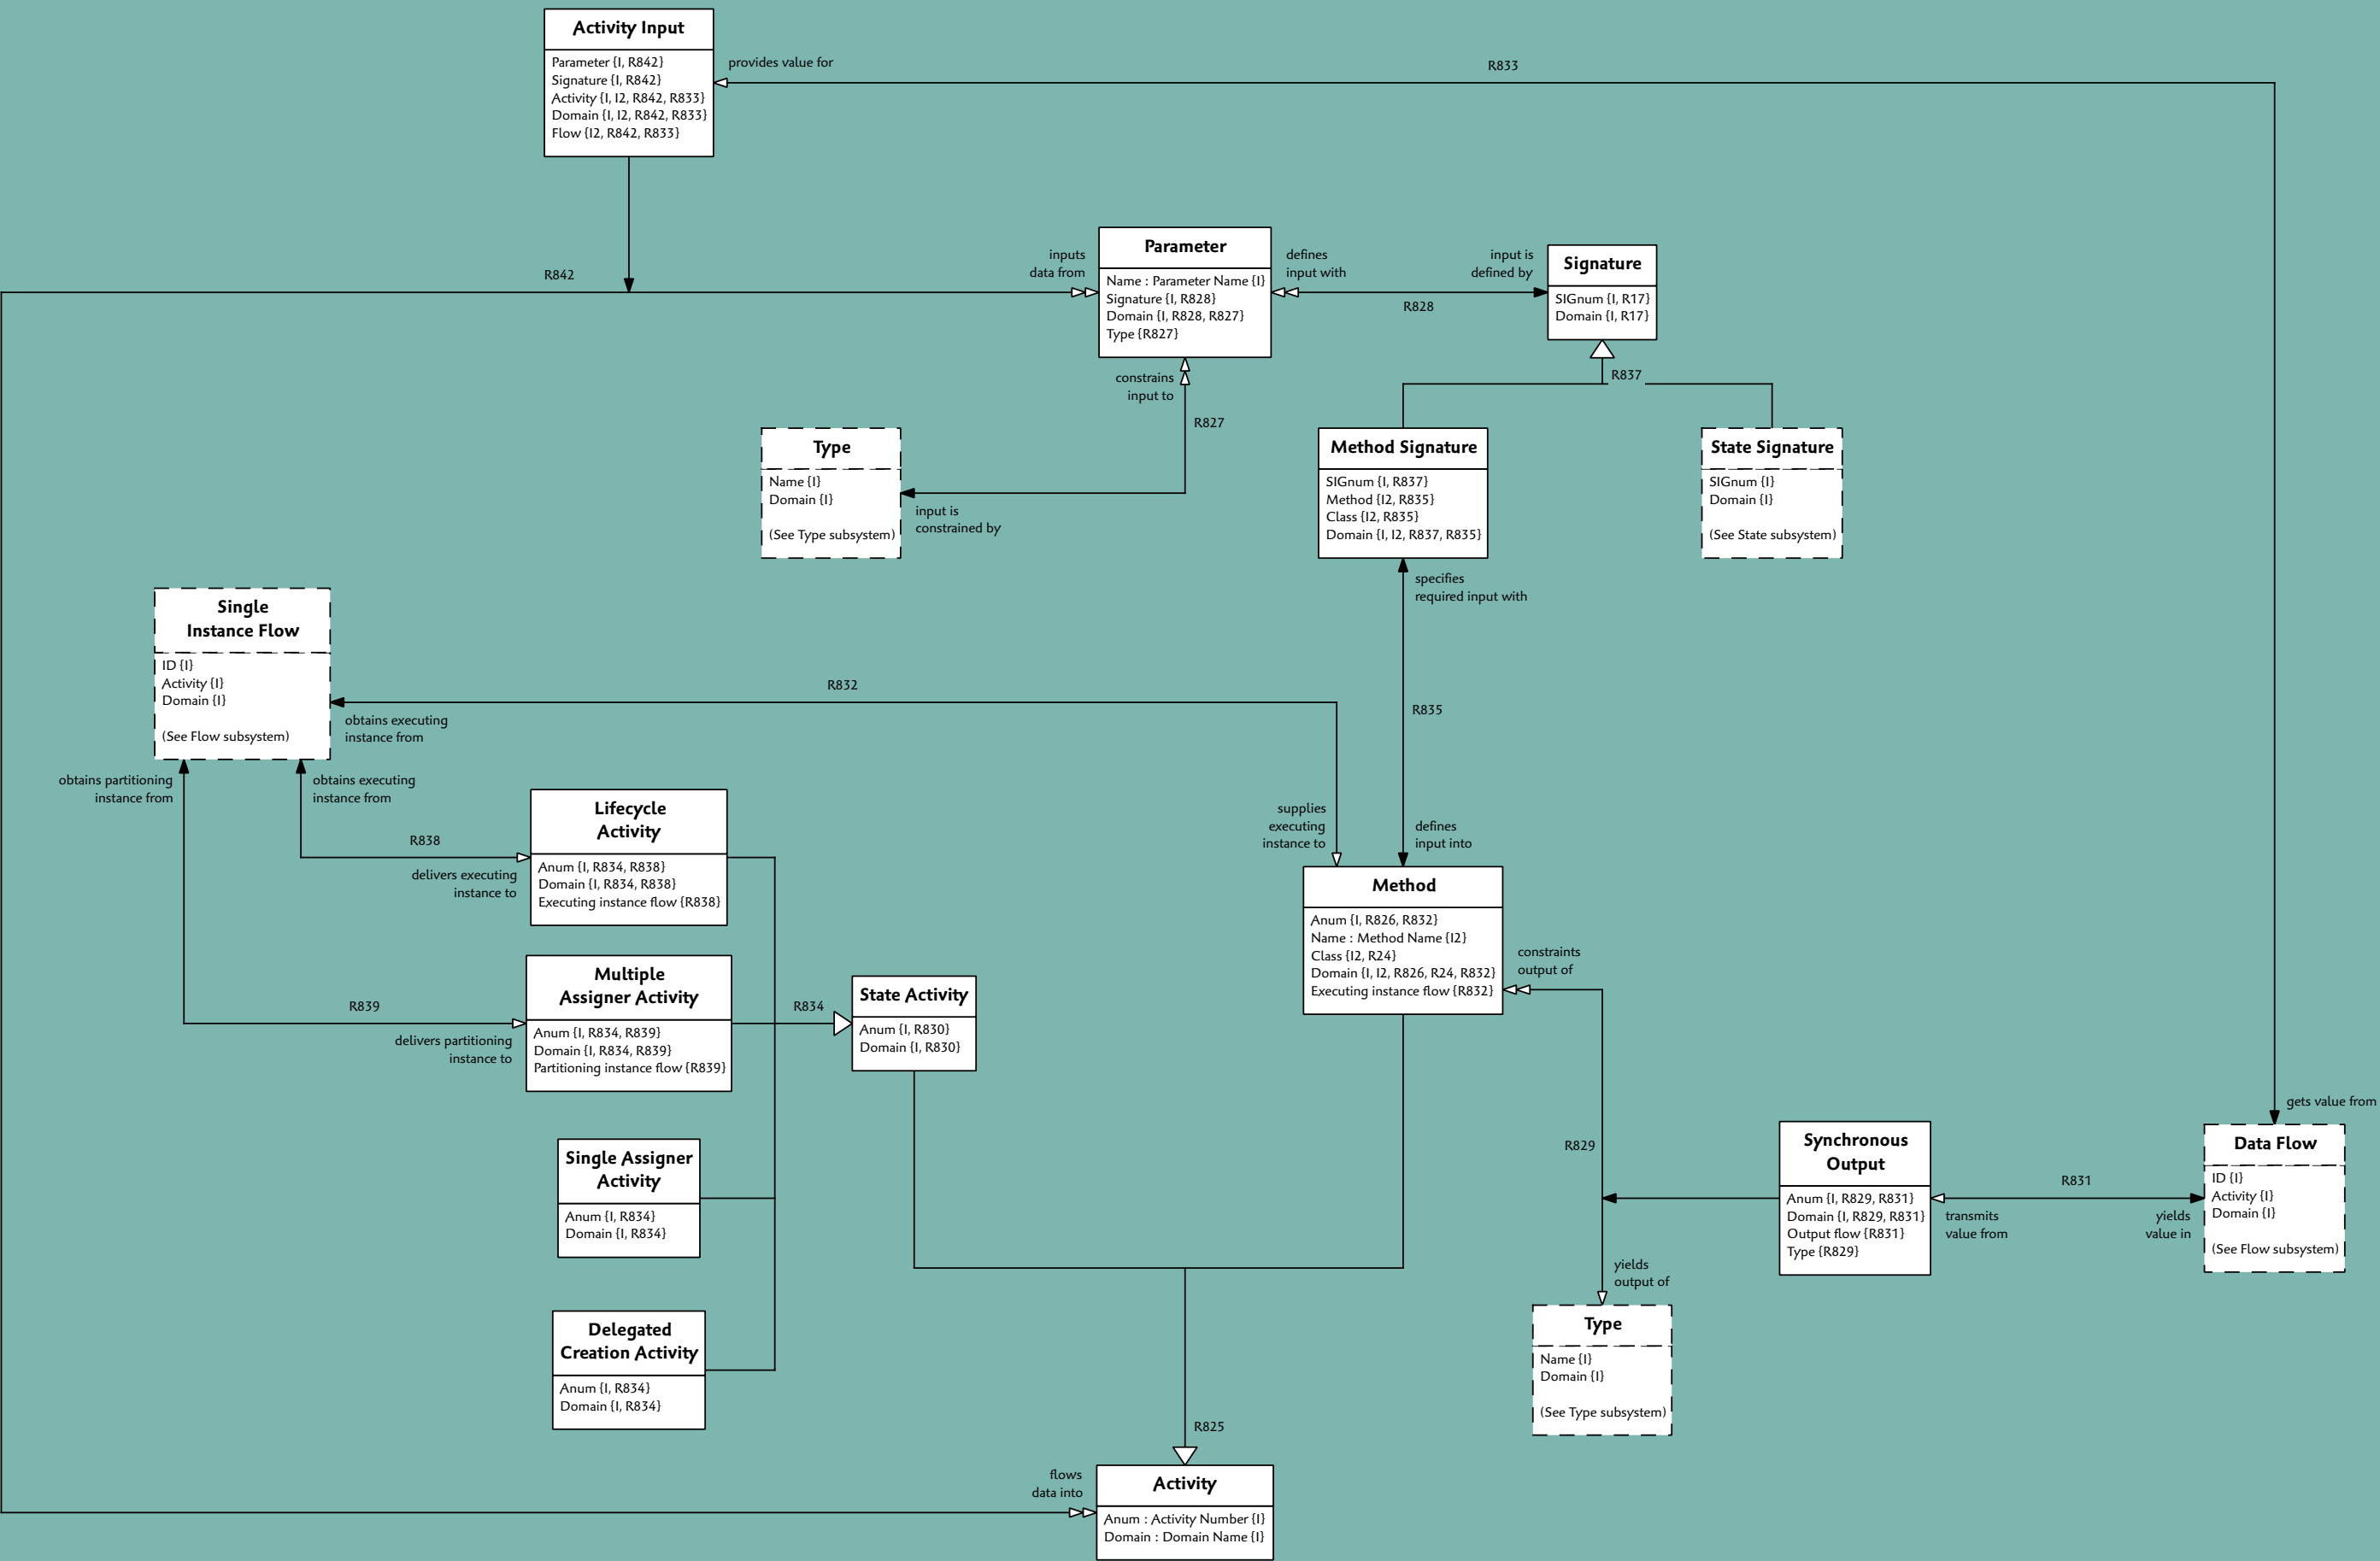 Activity Input
Parameter {I, R842}
Signature {I, R842}
Activity {I, I2, R842, R833}
Domain {I, I2, R842, R833}
Flow {I2, R842, R833}
provides value for
R833
R842
inputs
data from
Parameter
Name : Parameter Name {I}
Signature {I, R828}
Domain {I, R828, R827}
Type {R827}
defines
input with
R828
input is
defined by
Signature
SIGnum {I, R17}
Domain {I, R17}
R837
constrains
input to
R827
Type
Name {I}
Domain {I}
(See Type subsystem)
input is
constrained by
Method Signature
SIGnum {I, R837}
Method {I2, R835}
Class {I2, R835}
Domain {I, I2, R837, R835}
State Signature
SIGnum {I}
Domain {I}
(See State subsystem)
specifies
required input with
Single
Instance Flow
ID {I}
Activity {I}
Domain {I}
(See Flow subsystem)
R832
obtains executing
instance from
R835
obtains partitioning
instance from
obtains executing
instance from
R838
delivers executing
instance to
Lifecycle
Activity
Anum {I, R834, R838}
Domain {I, R834, R838}
Executing instance flow {R838}
supplies
executing
instance to
defines
input into
Method
Anum {I, R826, R832}
Name : Method Name {I2}
Class {I2, R24}
Domain {I, I2, R826, R24, R832}
Executing instance flow {R832}
constraints
output of
R839
delivers partitioning
instance to
Multiple
Assigner Activity
Anum {I, R834, R839}
Domain {I, R834, R839}
Partitioning instance flow {R839}
R834
State Activity
Anum {I, R830}
Domain {I, R830}
gets value from
Single Assigner
Activity
Anum {I, R834}
Domain {I, R834}
R829
Synchronous
Output
Anum {I, R829, R831}
Domain {I, R829, R831}
Output flow {R831}
Type {R829}
R831
transmits
value from
yields
value in
Data Flow
ID {I}
Activity {I}
Domain {I}
(See Flow subsystem)
yields
output of
Delegated
Creation Activity
Anum {I, R834}
Domain {I, R834}
Type
Name {I}
Domain {I}
(See Type subsystem)
R825
flows
data into
Activity
Anum : Activity Number {I}
Domain : Domain Name {I}